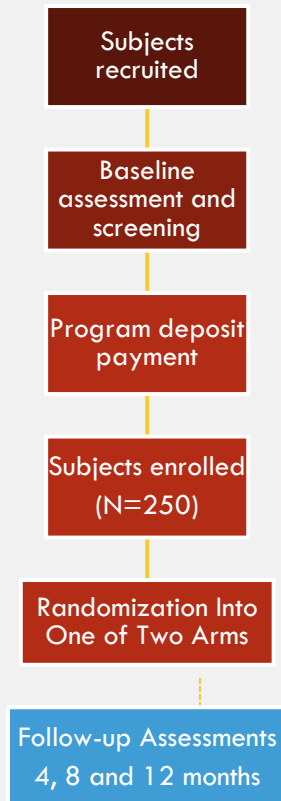 Subjects
recruited
Baseline
assessment and
screening
Program deposit
payment
Subjects enrolled
(N=250)
Randomization Into
One of Two Arms
Follow-up Assessments
4, 8 and 12 months